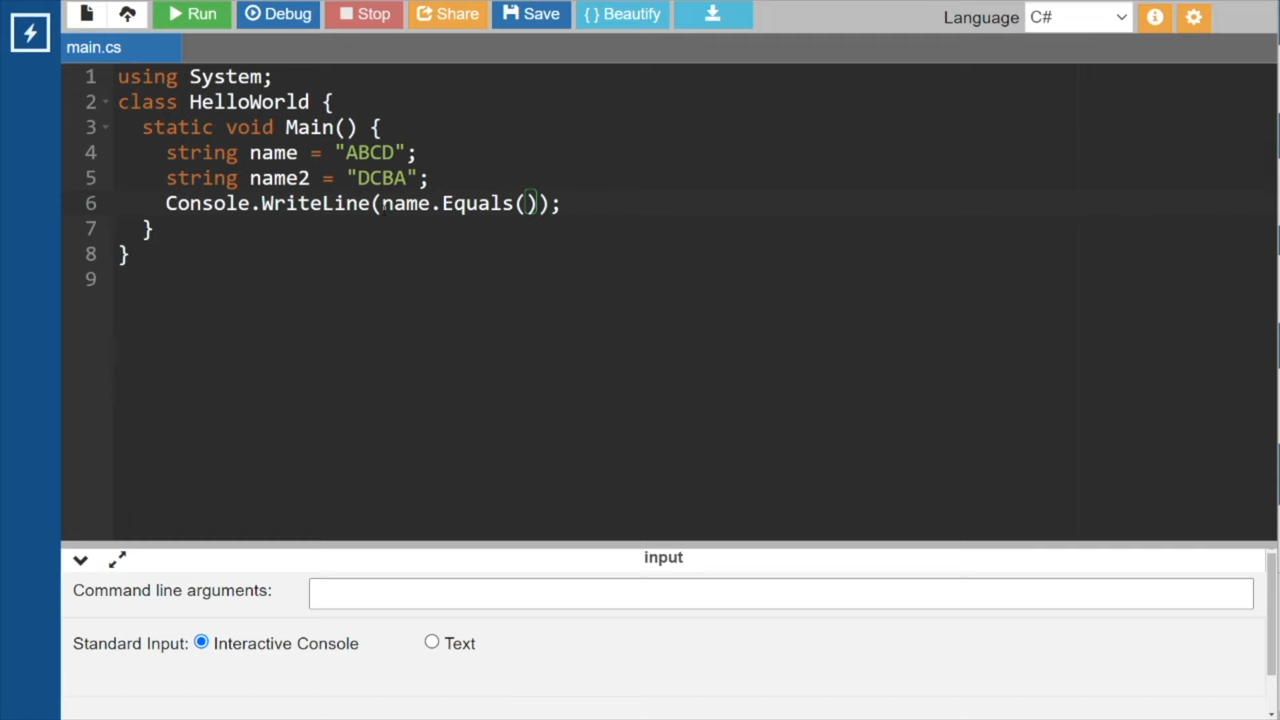 Run Debug Stop Share Save { } Beautify Language C#
main.cs
1 using System;
2 class HelloWorld {
3 static void Main() {
4 string name = "ABCD";
5 string name2 = "DCBA";
6 Console.WriteLine(name.Equals());
7 }
8 }
9
input
Command line arguments:
Standard Input: Interactive Console Text